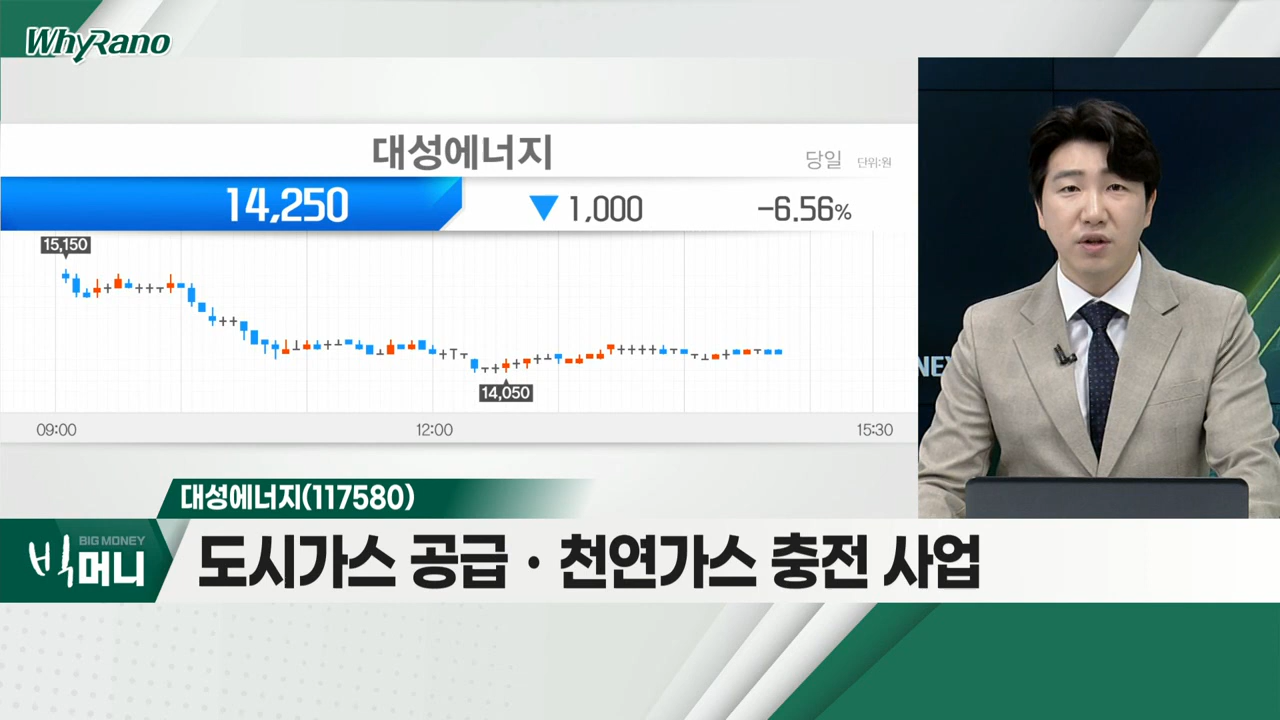 WhyRano
대성에너지
당일 단위:원
14,250 ▼ 1,000 -6.56%
15,150
14,050
09:00 12:00 15:30
NE
대성에너지(117580)
BIG MONEY
빅머니
도시가스 공급 · 천연가스 충전 사업